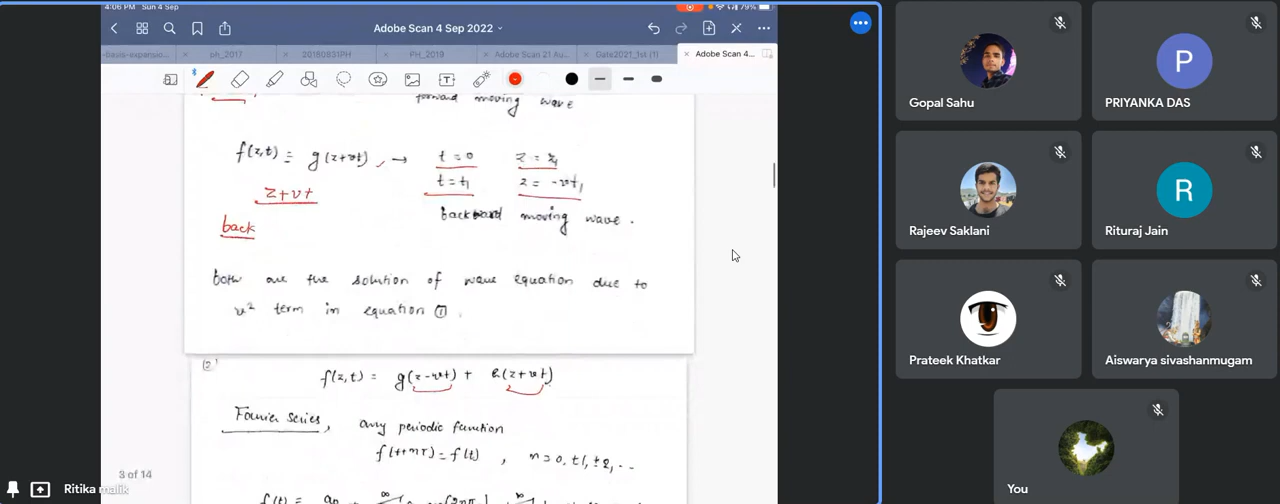 4:06 PM Sun 4 Sep
79%
Adobe Scan 4 Sep 2022
-basis-expansio...
ph_2017
20180831PH
PH_2019
Adobe Scan 21 Au...
Date2021_1st (1)
Adobe Scan 4...
forward moving wave
f(z,t) = g(z+vt) → t = 0 z = z₁
z+vt t = t₁ z = -vt₁
back backward moving wave.
both are the solution of wave equation due to
v² term in equation ①.
(2)
f(z,t) = g(z-vt) + h(z+vt)
Fourier series, any periodic function
f(t+nT) = f(t) , n = 0, ±1, ±2, ...
3 of 14
Ritika malik
Gopal Sahu
P
PRIYANKA DAS
Rajeev Saklani
R
Rituraj Jain
Prateek Khatkar
Aiswarya sivashanmugam
You